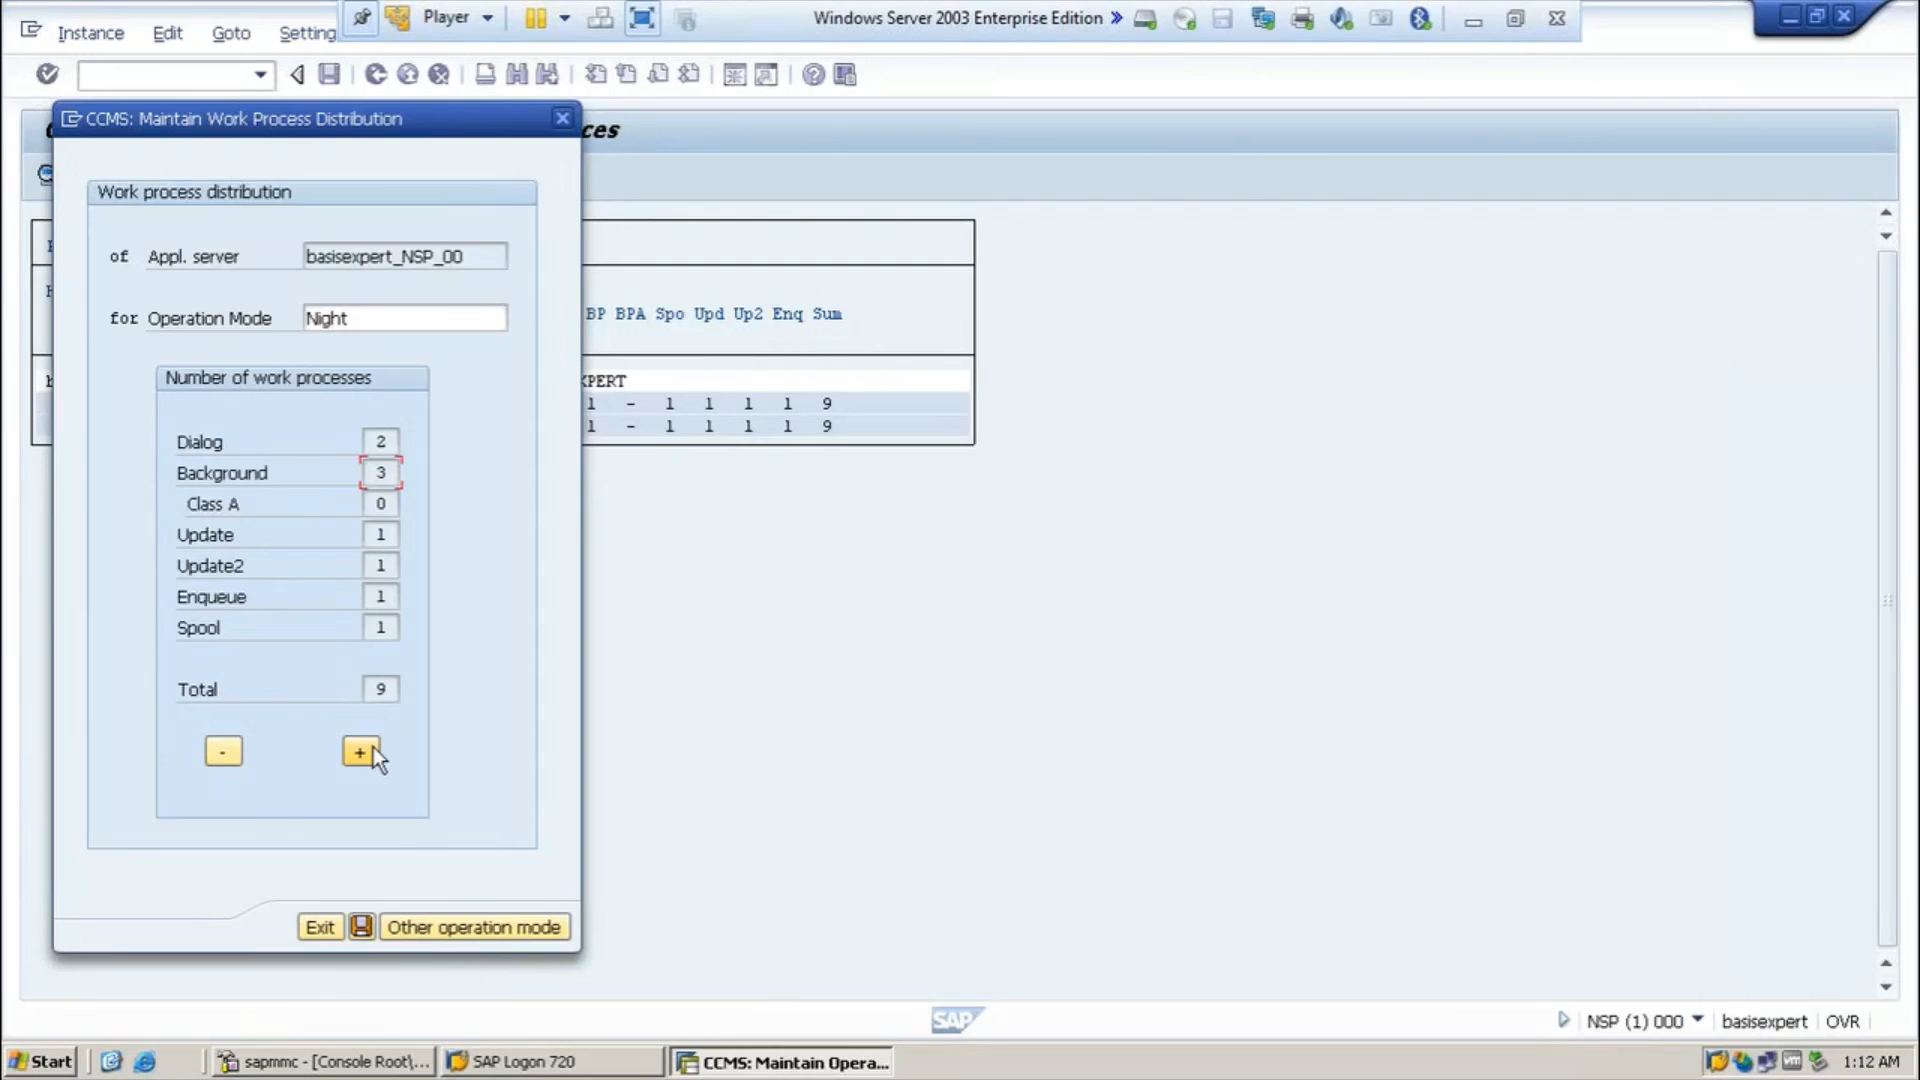 Player
Windows Server 2003 Enterprise Edition
Instance Edit Goto Setting
CCMS: Maintain Work Process Distribution
ces
Work process distribution
of Appl. server basisexpert_NSP_00
for Operation Mode Night
BP BPA Spo Upd Up2 Enq Sum
Number of work processes
XPERT
1 - 1 1 1 1 9
1 - 1 1 1 1 9
Dialog 2
Background 3
Class A 0
Update 1
Update2 1
Enqueue 1
Spool 1
Total 9
- +
Exit Other operation mode
SAP
NSP (1) 000 basisexpert OVR
Start sapmmc - [Console Root\... SAP Logon 720 CCMS: Maintain Opera... 1:12 AM